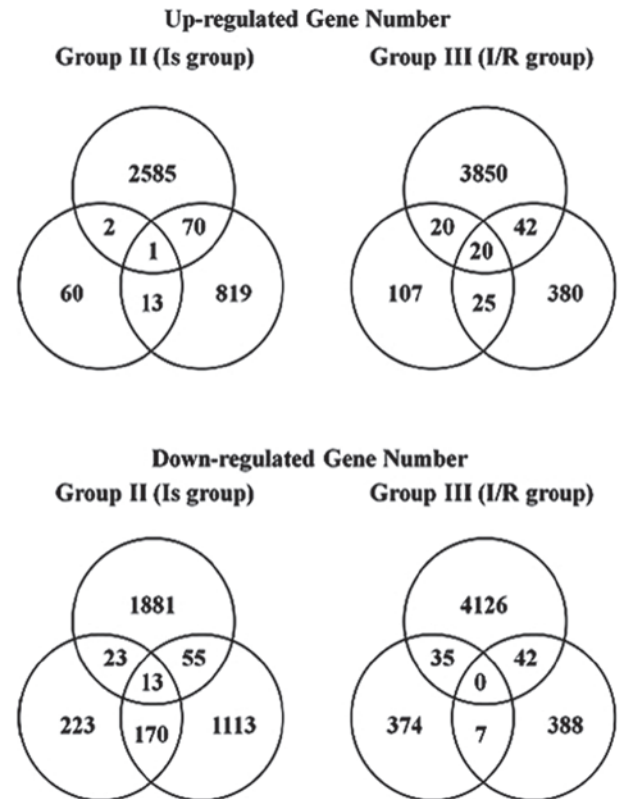 Up-regulated Gene Number
Group II (Is group) Group III (I/R group)
2585 3850
2 70 20 42
1 20
60 13 819 107 25 380
Down-regulated Gene Number
Group II (Is group) Group III (I/R group)
1881 4126
23 55 35 42
13 0
223 170 1113 374 7 388